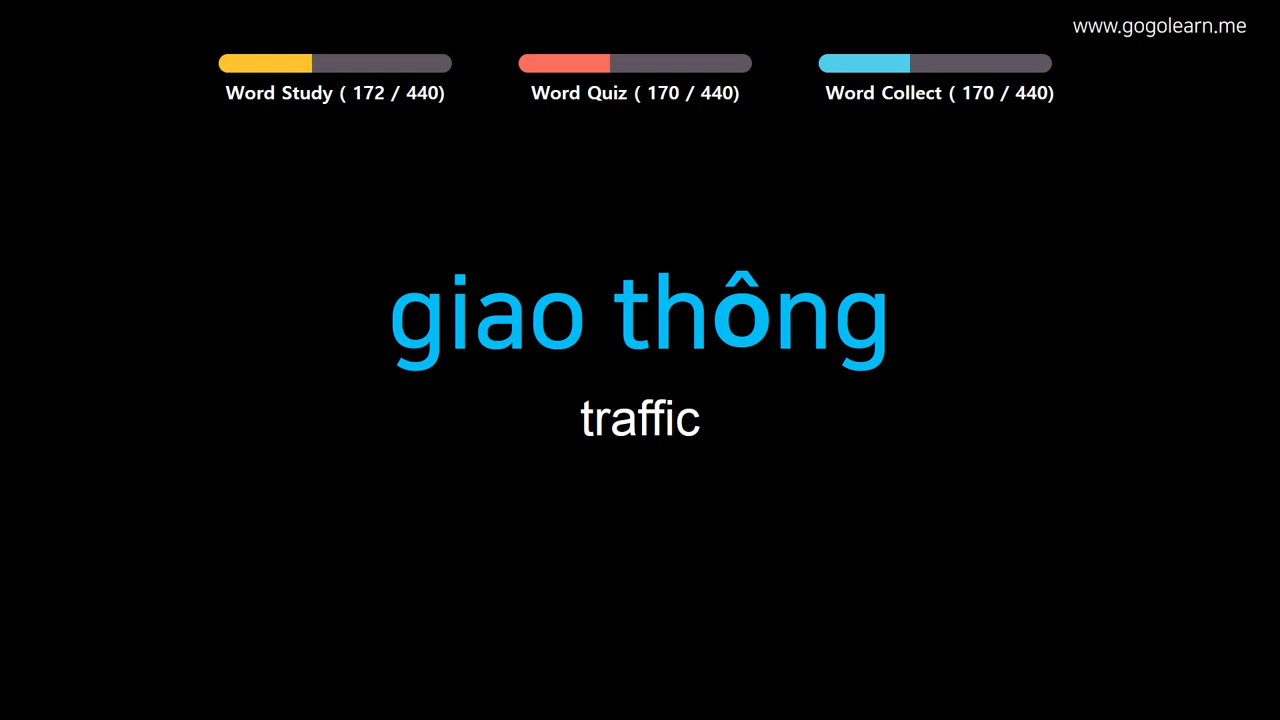 www.gogolearn.me
Word Study ( 172 / 440)
Word Quiz ( 170 / 440)
Word Collect ( 170 / 440)
giao thông
traffic